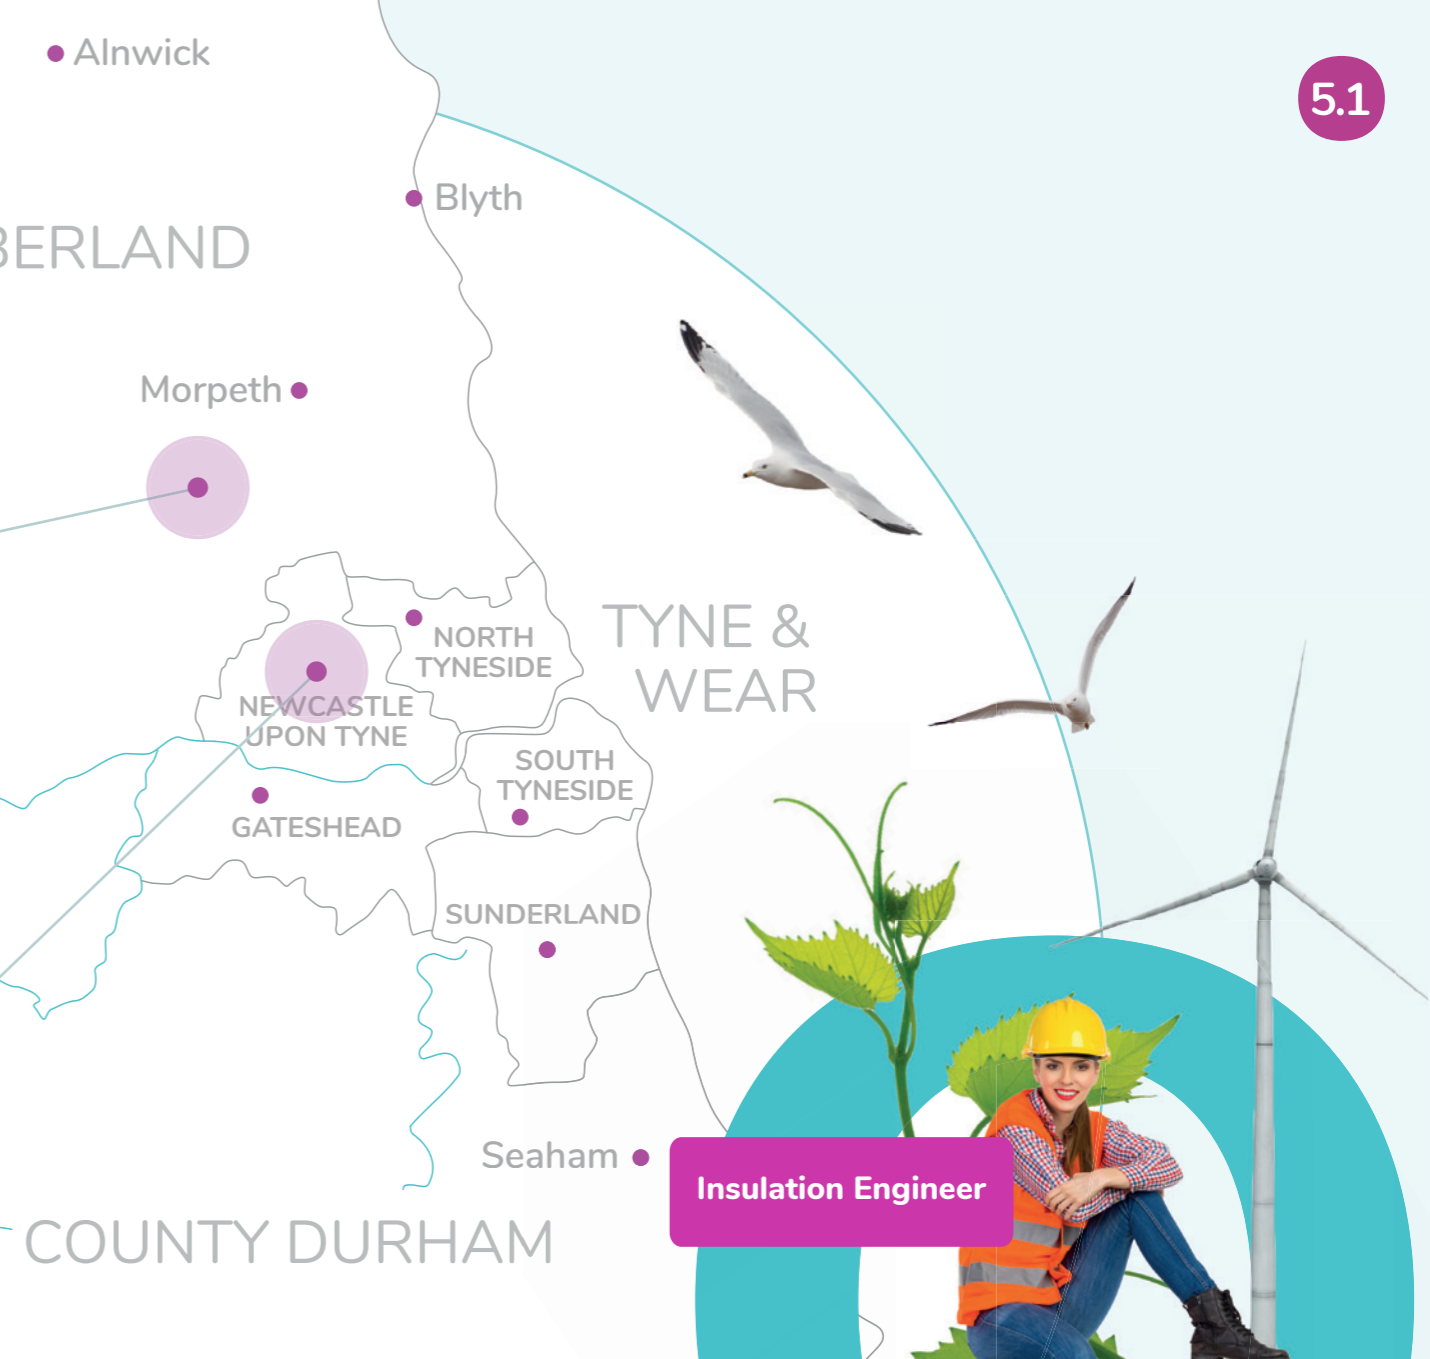 Alnwick
5.1
Blyth
BERLAND
Morpeth
NORTH
TYNESIDE
TYNE &
WEAR
NEWCASTLE
UPON TYNE
SOUTH
TYNESIDE
GATESHEAD
SUNDERLAND
Seaham
Insulation Engineer
COUNTY DURHAM